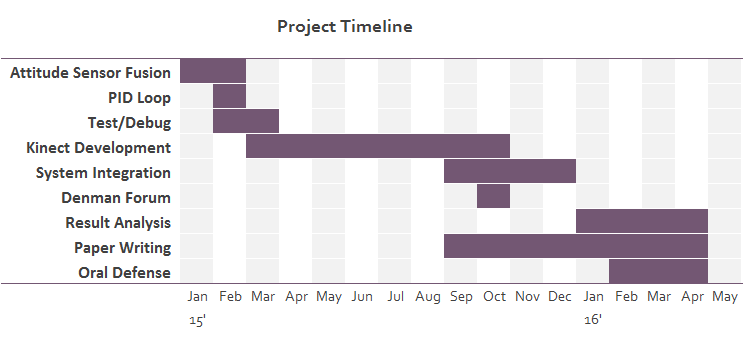 Project Timeline
Attitude Sensor Fusion
PID Loop
Test/Debug
Kinect Development
System Integration
Denman Forum
Result Analysis
Paper Writing
Oral Defense
Jan Feb Mar Apr May Jun Jul Aug Sep Oct Nov Dec Jan Feb Mar Apr May
15' 16'